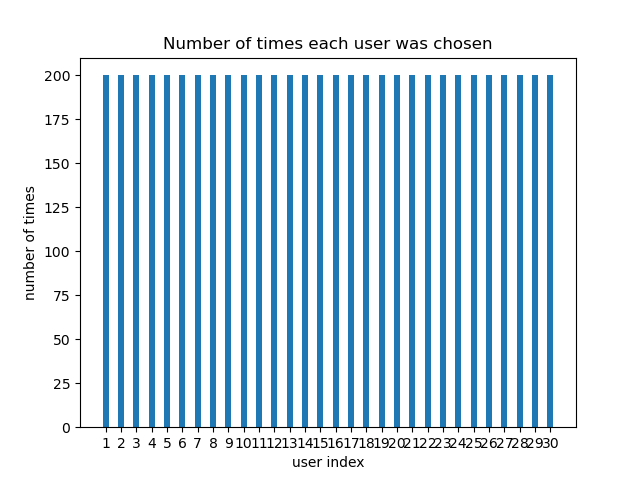 Number of times each user was chosen
number of times
200
175
150
125
100
75
50
25
0
1 2 3 4 5 6 7 8 9 10 11 12 13 14 15 16 17 18 19 20 21 22 23 24 25 26 27 28 29 30
user index